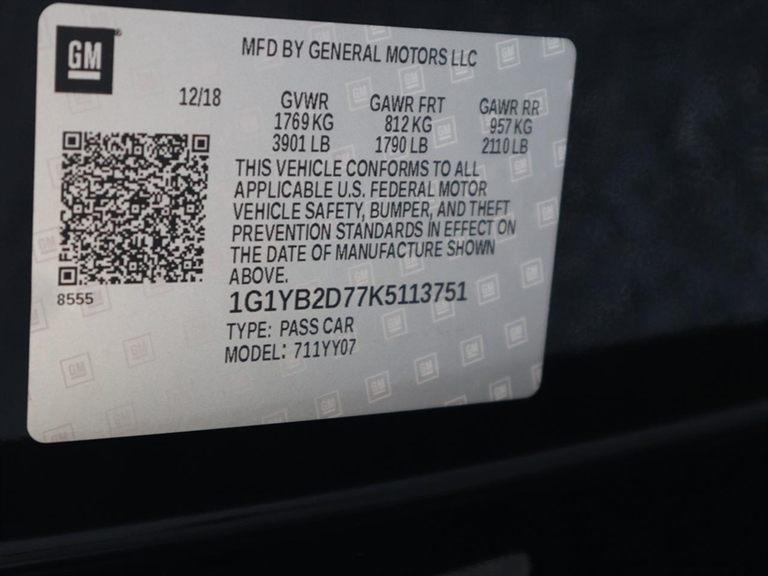 GM
MFD BY GENERAL MOTORS LLC
12/18
GVWR GAWR FRT GAWR RR
1769 KG 812 KG 957 KG
3901 LB 1790 LB 2110 LB
THIS VEHICLE CONFORMS TO ALL
APPLICABLE U.S. FEDERAL MOTOR
VEHICLE SAFETY, BUMPER, AND THEFT
PREVENTION STANDARDS IN EFFECT ON
THE DATE OF MANUFACTURE SHOWN
ABOVE.
8555
1G1YB2D77K5113751
TYPE: PASS CAR
MODEL: 711YY07